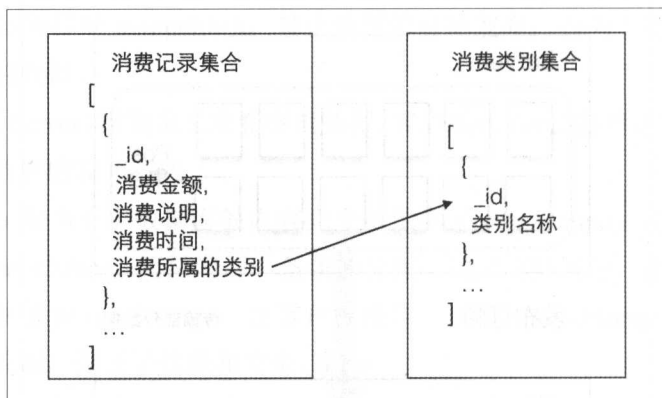 消费记录集合
[
{
_id,
消费金额,
消费说明,
消费时间,
消费所属的类别
},
…
]
消费类别集合
[
{
_id,
类别名称
},
…
]